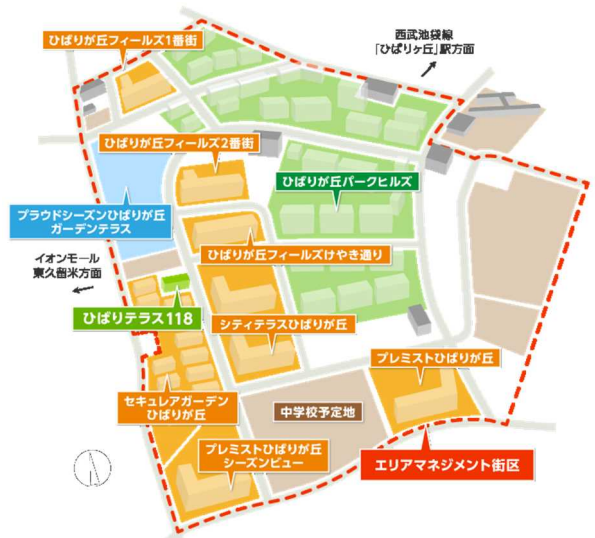 ひばりが丘フィールズ1番街
西武池袋線
「ひばりヶ丘」駅方面
ひばりが丘フィールズ2番街
ひばりが丘パークヒルズ
プラウドシーズンひばりが丘
ガーデンテラス
ひばりが丘フィールズけやき通り
イオンモール
東久留米方面
ひばりテラス118
シティテラスひばりが丘
プレミストひばりが丘
セキュレアガーデン
ひばりが丘
中学校予定地
プレミストひばりが丘
シーズンビュー
エリアマネジメント街区